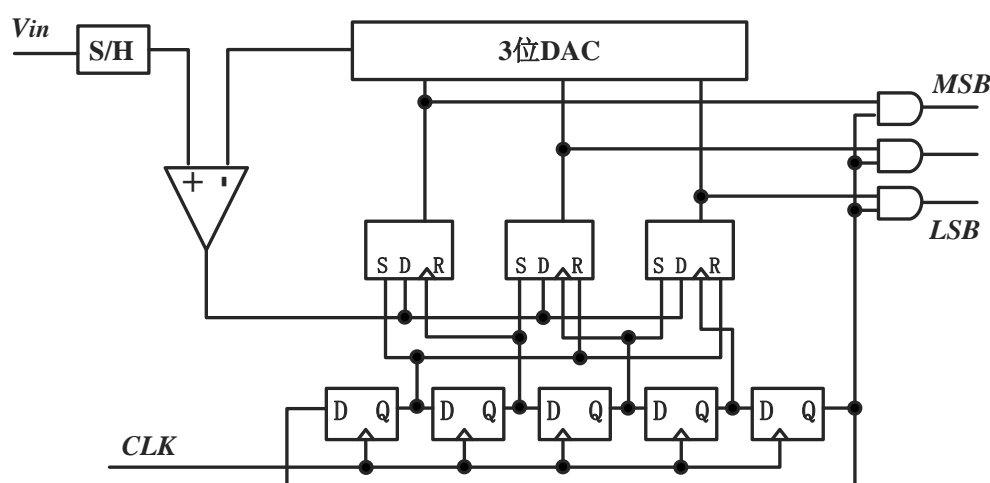 Vin
S/H
3位DAC
MSB
+ -
LSB
S D R
S D R
S D R
D Q
D Q
D Q
D Q
D Q
CLK